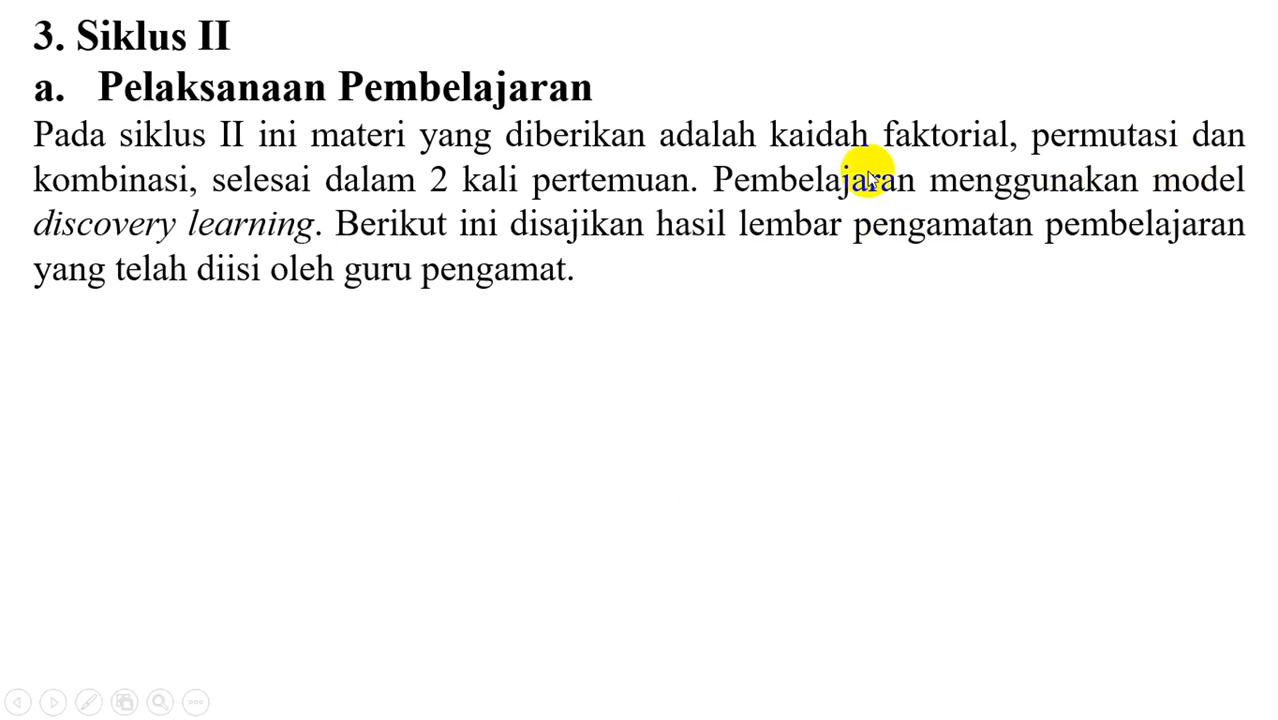 3. Siklus II
a. Pelaksanaan Pembelajaran
Pada siklus II ini materi yang diberikan adalah kaidah faktorial, permutasi dan
kombinasi, selesai dalam 2 kali pertemuan. Pembelajaran menggunakan model
discovery learning. Berikut ini disajikan hasil lembar pengamatan pembelajaran
yang telah diisi oleh guru pengamat.